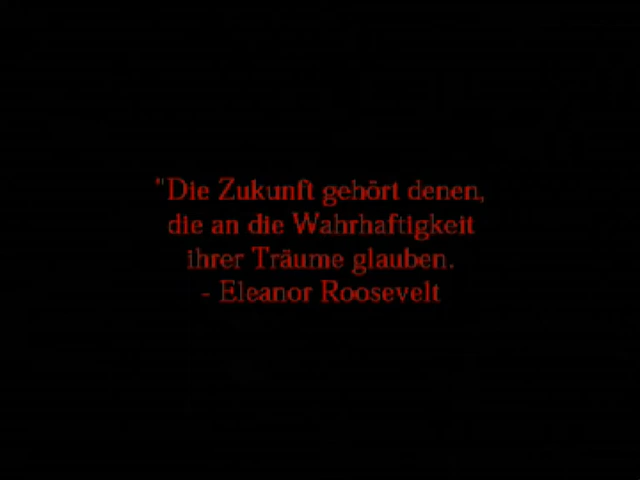 "Die Zukunft gehört denen,
die an die Wahrhaftigkeit
ihrer Träume glauben.
- Eleanor Roosevelt